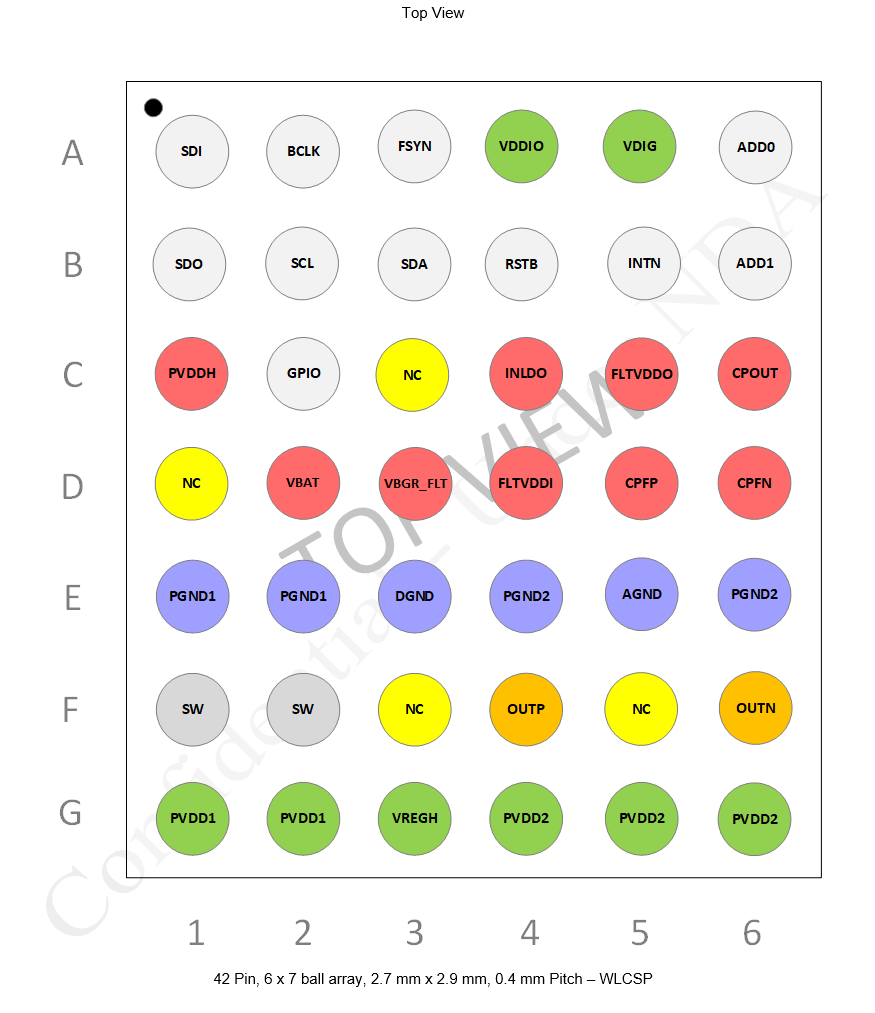 Top View
A SDI BCLK FSYN VDDIO VDIG ADD0
B SDO SCL SDA RSTB INTN ADD1
C PVDDH GPIO NC INLDO FLTVDDO CPOUT
D NC VBAT VBGR_FLT FLTVDDI CPFP CPFN
E PGND1 PGND1 DGND PGND2 AGND PGND2
F SW SW NC OUTP NC OUTN
G PVDD1 PVDD1 VREGH PVDD2 PVDD2 PVDD2
1 2 3 4 5 6
TOP VIEW
Confidential - Under NDA
42 Pin, 6 x 7 ball array, 2.7 mm x 2.9 mm, 0.4 mm Pitch – WLCSP